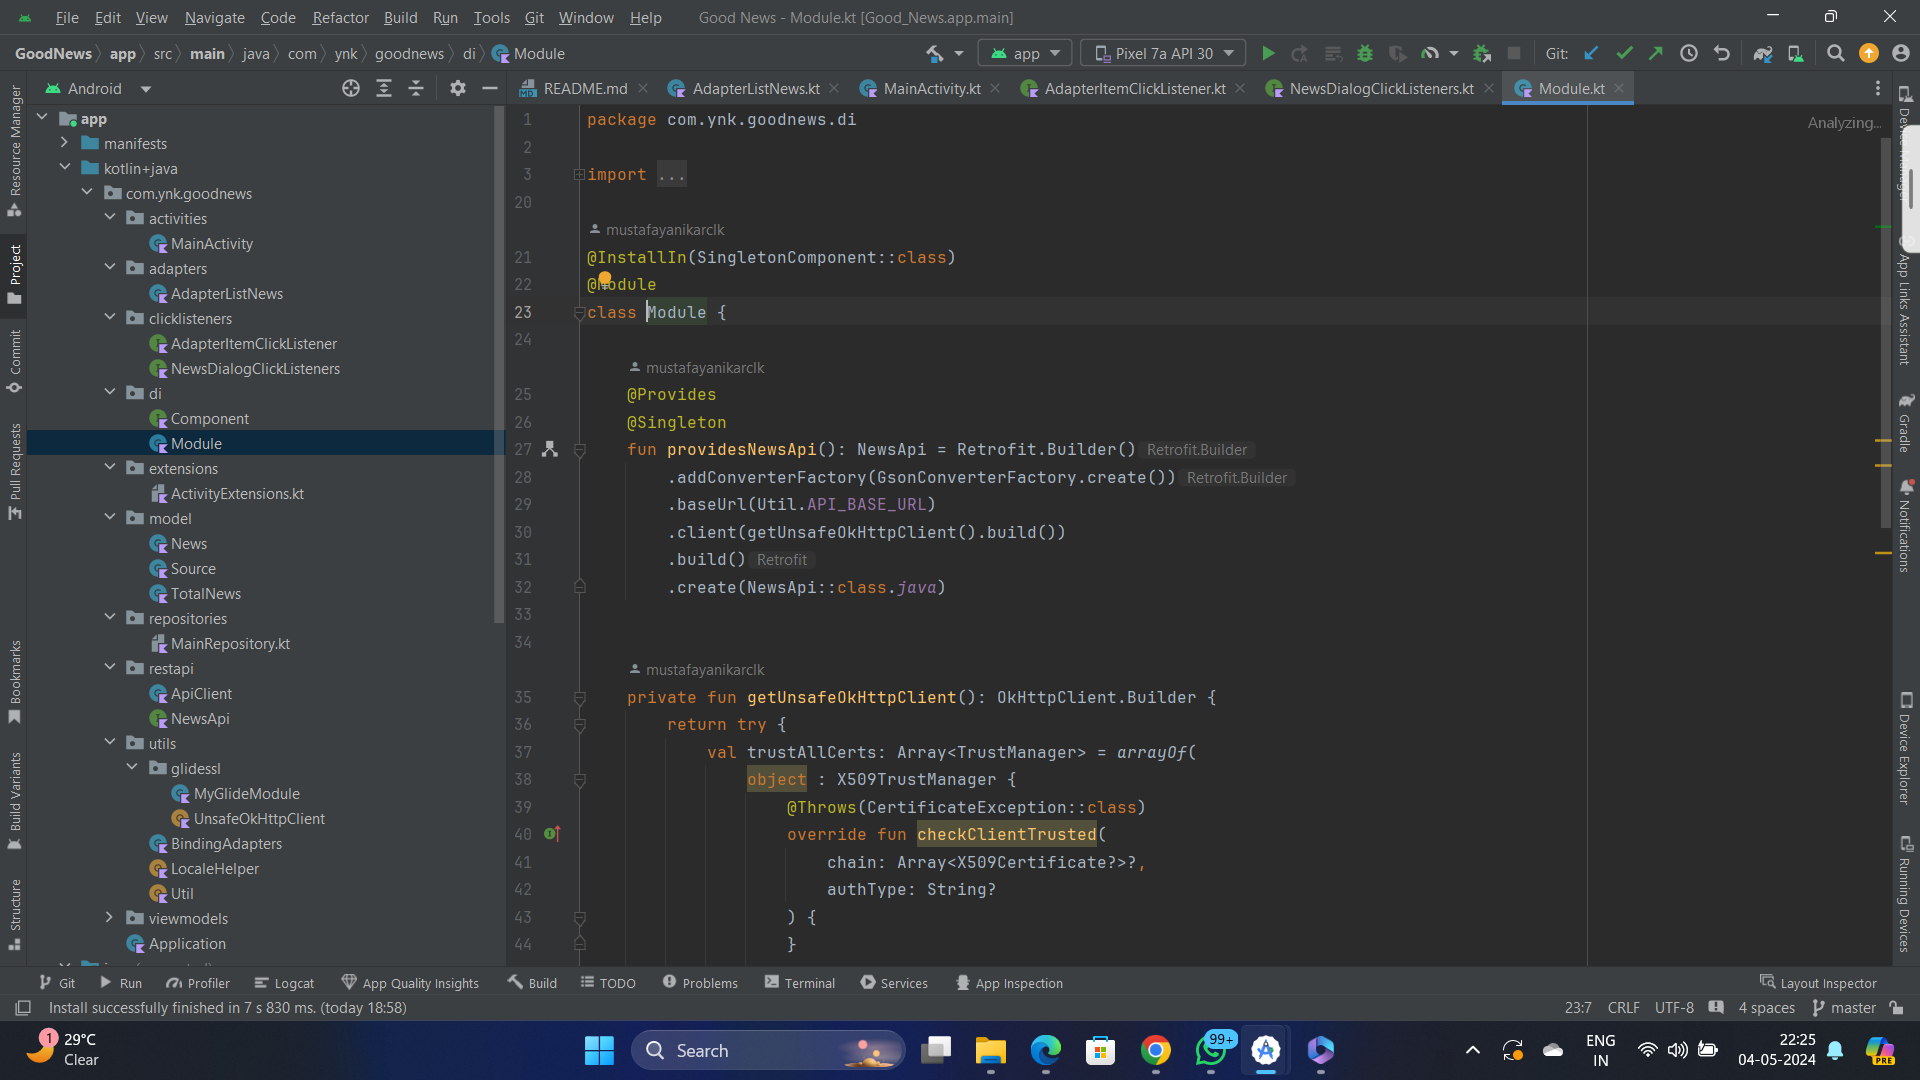 File Edit View Navigate Code Refactor Build Run Tools Git Window Help Good News - Module.kt [Good_News.app.main]
GoodNews app src main java com ynk goodnews di Module app Pixel 7a API 30 Git:
Android
README.md AdapterListNews.kt MainActivity.kt AdapterItemClickListener.kt NewsDialogClickListeners.kt Module.kt
Resource Manager
Project
Commit
Pull Requests
Bookmarks
Build Variants
Structure
app
manifests
kotlin+java
com.ynk.goodnews
activities
MainActivity
adapters
AdapterListNews
clicklisteners
AdapterItemClickListener
NewsDialogClickListeners
di
Component
Module
extensions
ActivityExtensions.kt
model
News
Source
TotalNews
repositories
MainRepository.kt
restapi
ApiClient
NewsApi
utils
glidessl
MyGlideModule
UnsafeOkHttpClient
BindingAdapters
LocaleHelper
Util
viewmodels
Application
Analyzing...
1 package com.ynk.goodnews.di
2
3 import ...
20
mustafayanikarclk
21 @InstallIn(SingletonComponent::class)
22 @Module
23 class Module {
24
mustafayanikarclk
25 @Provides
26 @Singleton
27 fun providesNewsApi(): NewsApi = Retrofit.Builder() Retrofit.Builder
28 .addConverterFactory(GsonConverterFactory.create()) Retrofit.Builder
29 .baseUrl(Util.API_BASE_URL)
30 .client(getUnsafeOkHttpClient().build())
31 .build() Retrofit
32 .create(NewsApi::class.java)
33
34
mustafayanikarclk
35 private fun getUnsafeOkHttpClient(): OkHttpClient.Builder {
36 return try {
37 val trustAllCerts: Array<TrustManager> = arrayOf(
38 object : X509TrustManager {
39 @Throws(CertificateException::class)
40 override fun checkClientTrusted(
41 chain: Array<X509Certificate?>?,
42 authType: String?
43 ) {
44 }
Device Manager
App Links Assistant
Gradle
Notifications
Device Explorer
Running Devices
Git Run Profiler Logcat App Quality Insights Build TODO Problems Terminal Services App Inspection Layout Inspector
Install successfully finished in 7 s 830 ms. (today 18:58) 23:7 CRLF UTF-8 4 spaces master
1 29°C
Clear
Search
99+
ENG
IN
22:25
04-05-2024
PRE